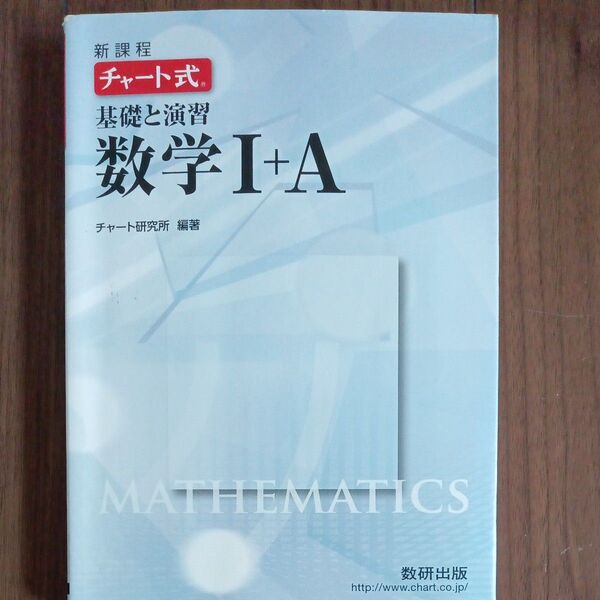 新課程
チャート式®
基礎と演習
数学I+A
チャート研究所 編著
MATHEMATICS
数研出版
http://www.chart.co.jp/